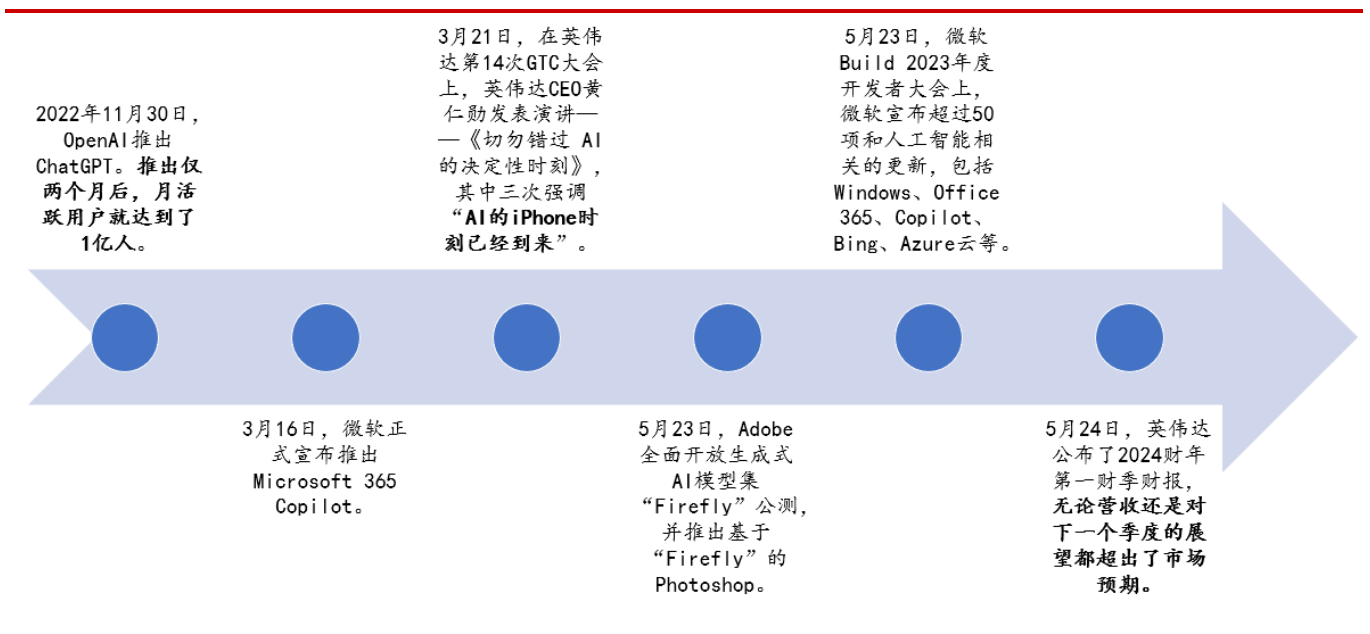 2022年11月30日，
OpenAI推出
ChatGPT。推出仅
两个月后，月活
跃用户就达到了
1亿人。
3月16日，微软正
式宣布推出
Microsoft 365
Copilot。
3月21日，在英伟
达第14次GTC大会
上，英伟达CEO黄
仁勋发表演讲—
—《切勿错过 AI
的决定性时刻》，
其中三次强调
“AI的iPhone时
刻已经到来”。
5月23日，Adobe
全面开放生成式
AI模型集
“Firefly”公测，
并推出基于
“Firefly”的
Photoshop。
5月23日，微软
Build 2023年度
开发者大会上，
微软宣布超过50
项和人工智能相
关的更新，包括
Windows、Office
365、Copilot、
Bing、Azure云等。
5月24日，英伟达
公布了2024财年
第一财季财报，
无论营收还是对
下一个季度的展
望都超出了市场
预期。